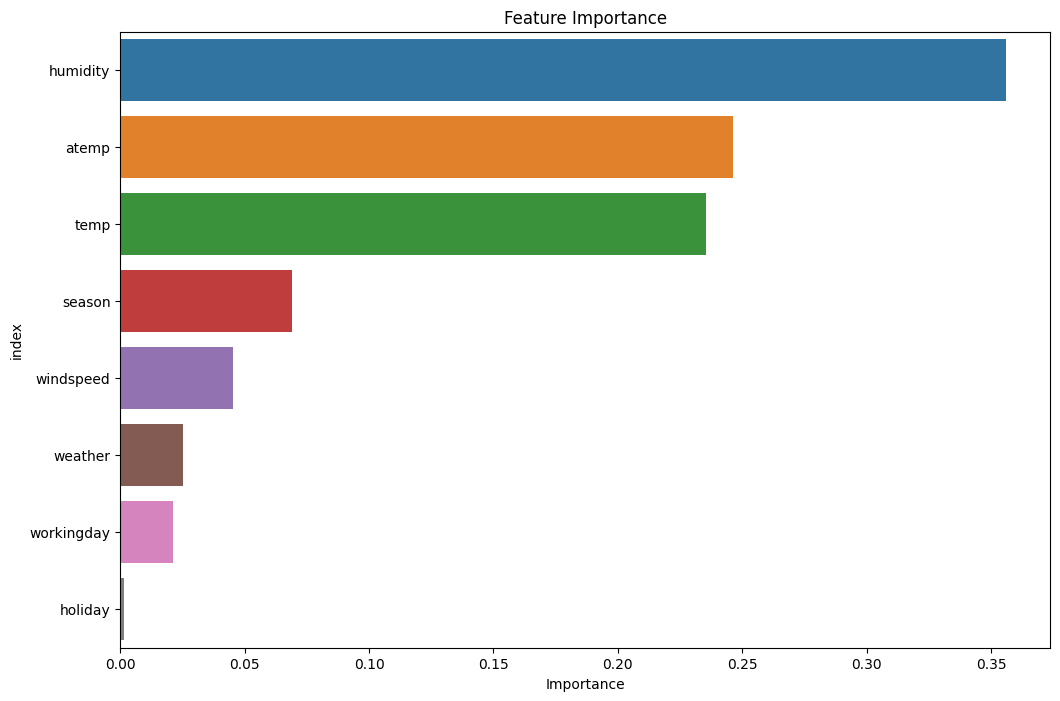 Feature Importance
humidity
atemp
temp
season
windspeed
weather
workingday
holiday
index
0.00 0.05 0.10 0.15 0.20 0.25 0.30 0.35
Importance